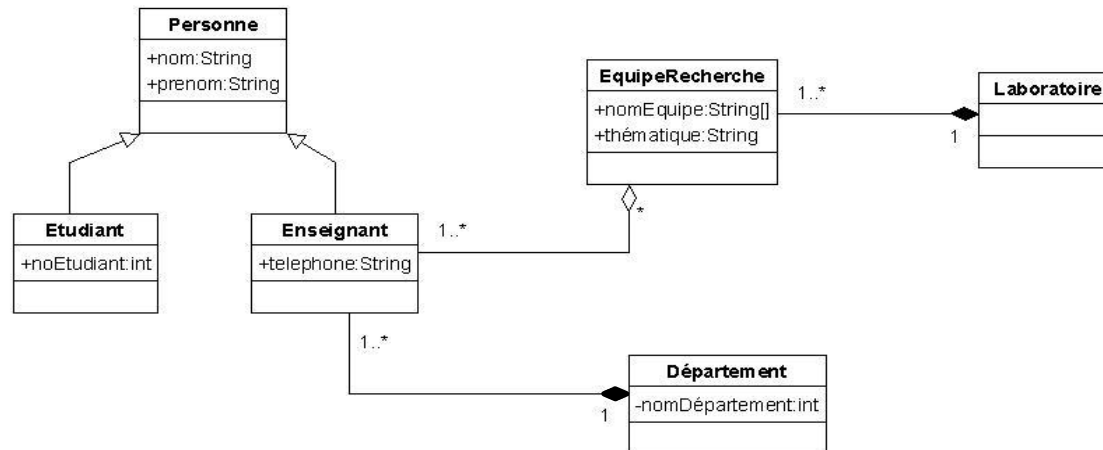 Personne
+nom:String
+prenom:String
EquipeRecherche
+nomEquipe:String[]
+thématique:String
1..*
1
Laboratoire
Etudiant
+noEtudiant:int
Enseignant
+telephone:String
1..*
*
1..*
1
Département
-nomDépartement:int